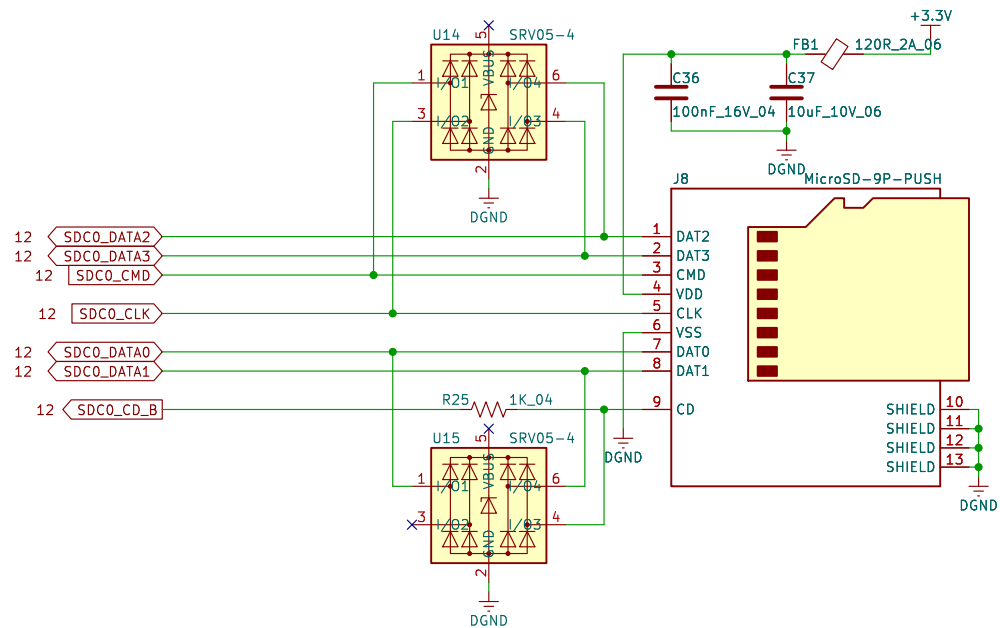 +3.3V
U14
5
SRV05-4
FB1
120R_2A_06
VBUS
1
I/O1
I/O4
6
C36
C37
3
I/O2
I/O3
4
100nF_16V_04
10uF_10V_06
GND
2
DGND
DGND
J8
MicroSD-9P-PUSH
12
SDC0_DATA2
1
DAT2
12
SDC0_DATA3
2
DAT3
12
SDC0_CMD
3
CMD
4
VDD
12
SDC0_CLK
5
CLK
6
VSS
12
SDC0_DATA0
7
DAT0
12
SDC0_DATA1
8
DAT1
12
SDC0_CD_B
R25
1K_04
9
CD
SHIELD
10
SHIELD
11
SHIELD
12
SHIELD
13
DGND
DGND
U15
5
SRV05-4
VBUS
1
I/O1
I/O4
6
3
I/O2
I/O3
4
GND
2
DGND